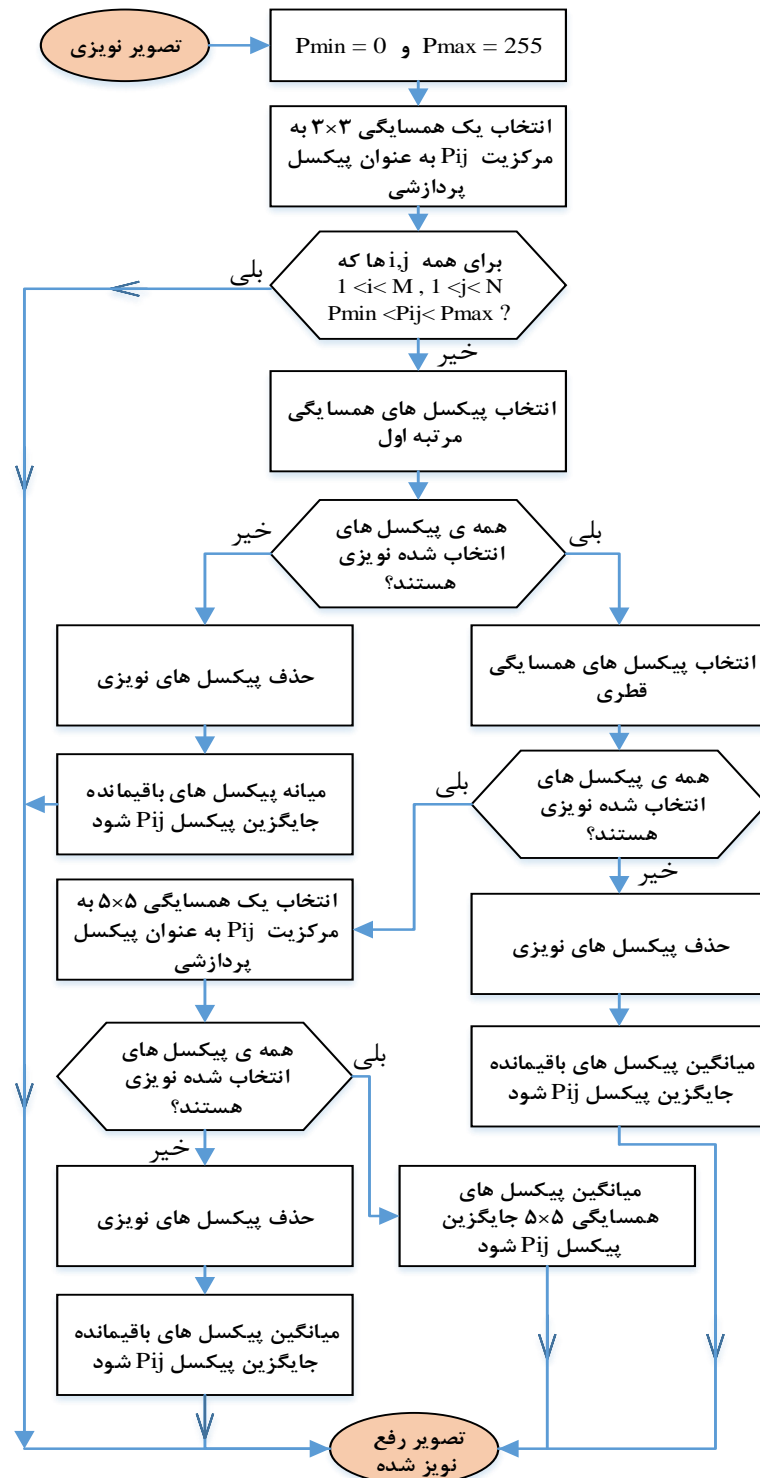 تصویر نویزی
Pmin = 0 و Pmax = 255
انتخاب یک همسایگی ۳×۳ به
مرکزیت Pij به عنوان پیکسل
پردازشی
برای همه i,j ها که
1 <i< M , 1 <j< N
Pmin <Pij< Pmax ?
بلی
خیر
انتخاب پیکسل های همسایگی
مرتبه اول
همه ی پیکسل های
انتخاب شده نویزی
هستند؟
خیر
بلی
حذف پیکسل های نویزی
انتخاب پیکسل های همسایگی
قطری
میانه پیکسل های باقیمانده
جایگزین پیکسل Pij شود
همه ی پیکسل های
انتخاب شده نویزی
هستند؟
بلی
خیر
انتخاب یک همسایگی ۵×۵ به
مرکزیت Pij به عنوان پیکسل
پردازشی
حذف پیکسل های نویزی
همه ی پیکسل های
انتخاب شده نویزی
هستند؟
بلی
خیر
میانگین پیکسل های باقیمانده
جایگزین پیکسل Pij شود
حذف پیکسل های نویزی
میانگین پیکسل های
همسایگی ۵×۵ جایگزین
پیکسل Pij شود
میانگین پیکسل های باقیمانده
جایگزین پیکسل Pij شود
تصویر رفع
نویز شده